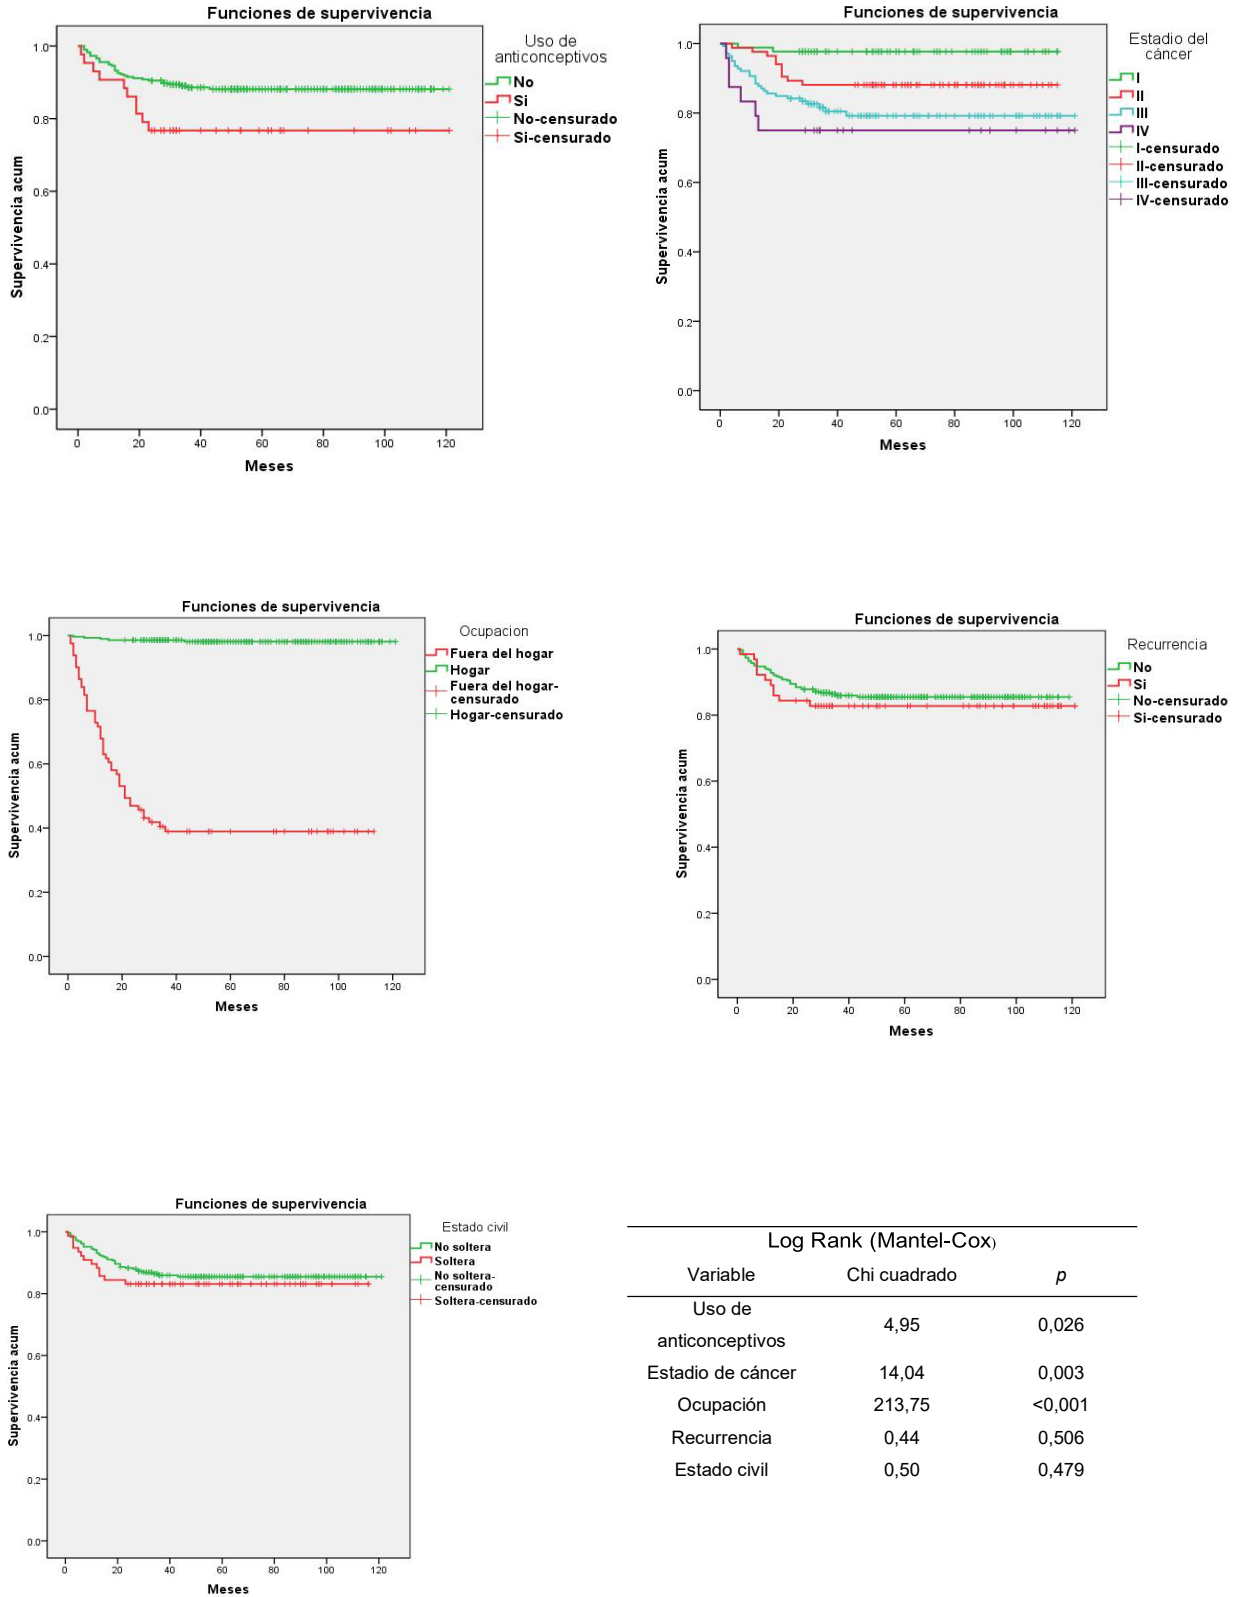 Funciones de supervivencia
Uso de
anticonceptivos
No
Si
No-censurado
Si-censurado
Supervivencia acum
1.0
0.8
0.6
0.4
0.2
0.0
0 20 40 60 80 100 120
Meses
Funciones de supervivencia
Estadio del
cáncer
I
II
III
IV
I-censurado
II-censurado
III-censurado
IV-censurado
Supervivencia acum
1.0
0.8
0.6
0.4
0.2
0.0
0 20 40 60 80 100 120
Meses
Funciones de supervivencia
Ocupacion
Fuera del hogar
Hogar
Fuera del hogar-
censurado
Hogar-censurado
Supervivencia acum
1.0
0.8
0.6
0.4
0.2
0.0
0 20 40 60 80 100 120
Meses
Funciones de supervivencia
Recurrencia
No
Si
No-censurado
Si-censurado
Supervivencia acum
1.0
0.8
0.6
0.4
0.2
0.0
0 20 40 60 80 100 120
Meses
Funciones de supervivencia
Estado civil
No soltera
Soltera
No soltera-
censurado
Soltera-censurado
Supervivencia acum
1.0
0.8
0.6
0.4
0.2
0.0
0 20 40 60 80 100 120
Meses
Log Rank (Mantel-Cox)
Variable Chi cuadrado p
Uso de
anticonceptivos 4,95 0,026
Estadio de cáncer 14,04 0,003
Ocupación 213,75 <0,001
Recurrencia 0,44 0,506
Estado civil 0,50 0,479